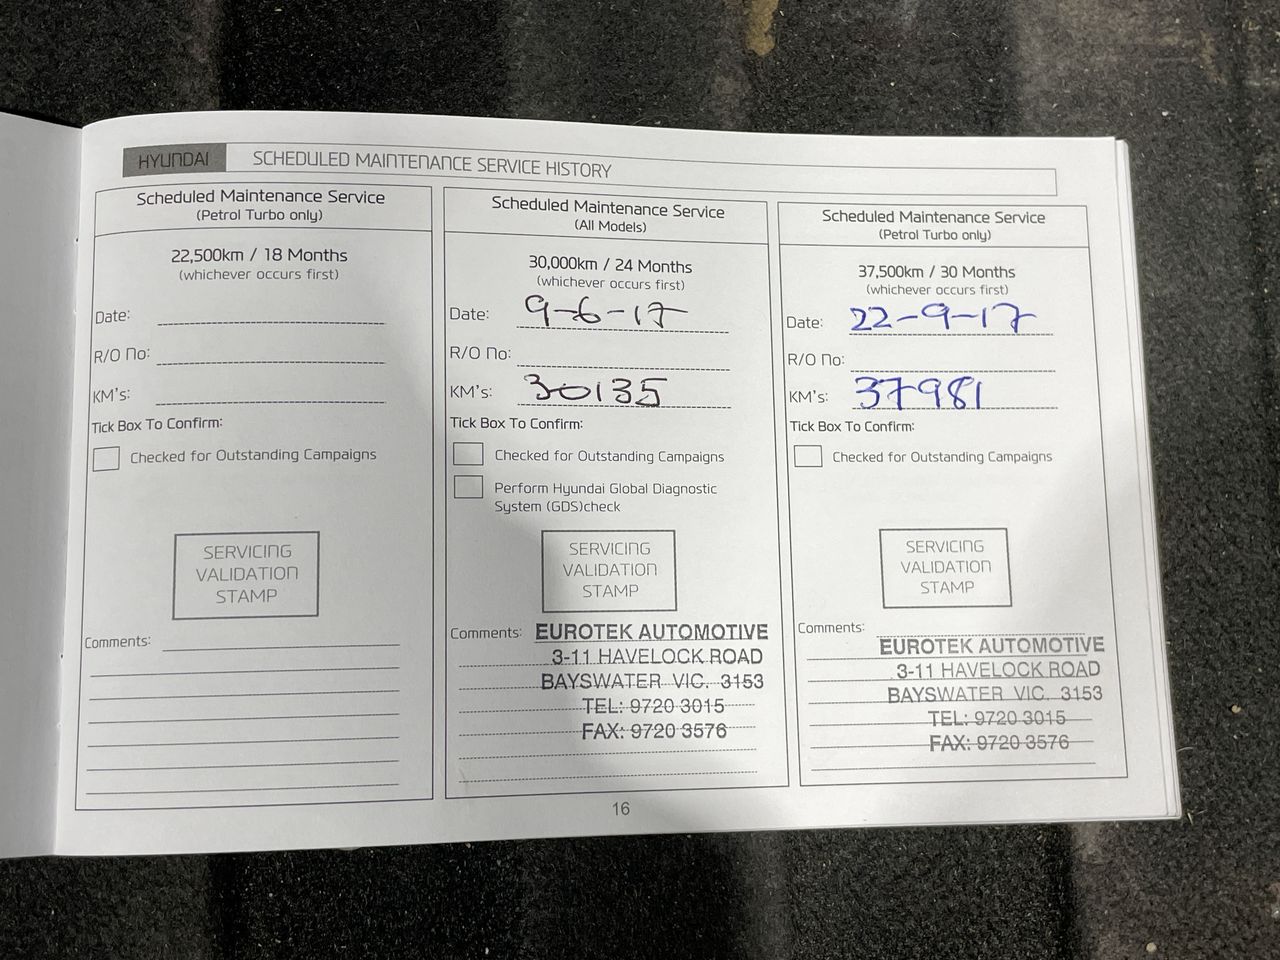 HYUNDAI SCHEDULED MAINTENANCE SERVICE HISTORY
Scheduled Maintenance Service
(Petrol Turbo only)
22,500km / 18 Months
(whichever occurs first)
Date:
R/O No:
KM's:
Tick Box To Confirm:
Checked for Outstanding Campaigns
SERVICING
VALIDATION
STAMP
Comments:
Scheduled Maintenance Service
(All Models)
30,000km / 24 Months
(whichever occurs first)
Date: 9-6-17
R/O No:
KM's: 30135
Tick Box To Confirm:
Checked for Outstanding Campaigns
Perform Hyundai Global Diagnostic
System (GDS)check
SERVICING
VALIDATION
STAMP
Comments: EUROTEK AUTOMOTIVE
3-11 HAVELOCK ROAD
BAYSWATER VIC. 3153
TEL: 9720 3015
FAX: 9720 3576
Scheduled Maintenance Service
(Petrol Turbo only)
37,500km / 30 Months
(whichever occurs first)
Date: 22-9-17
R/O No:
KM's: 37981
Tick Box To Confirm:
Checked for Outstanding Campaigns
SERVICING
VALIDATION
STAMP
Comments:
EUROTEK AUTOMOTIVE
3-11 HAVELOCK ROAD
BAYSWATER VIC. 3153
TEL: 9720 3015
FAX: 9720 3576
16